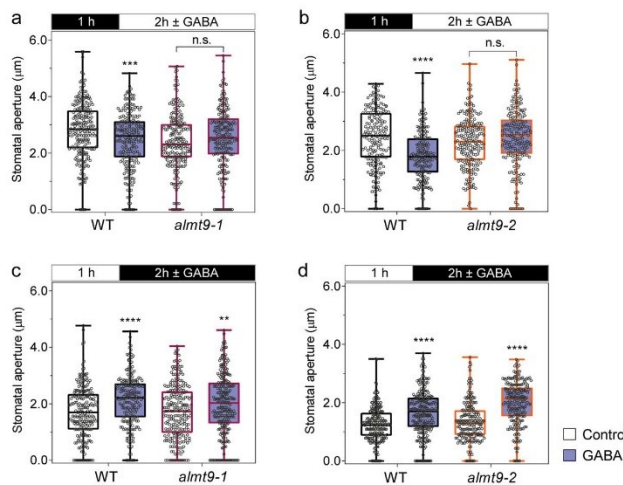 a
1 h 2h ± GABA
Stomatal aperture (μm)
6.0
4.0
2.0
0.0
***
n.s.
WT almt9-1
b
1 h 2h ± GABA
Stomatal aperture (μm)
6.0
4.0
2.0
0.0
****
n.s.
WT almt9-2
c
1 h 2h ± GABA
Stomatal aperture (μm)
6.0
4.0
2.0
0.0
****
**
WT almt9-1
d
1 h 2h ± GABA
Stomatal aperture (μm)
6.0
4.0
2.0
0.0
****
****
WT almt9-2
Contro
GABA